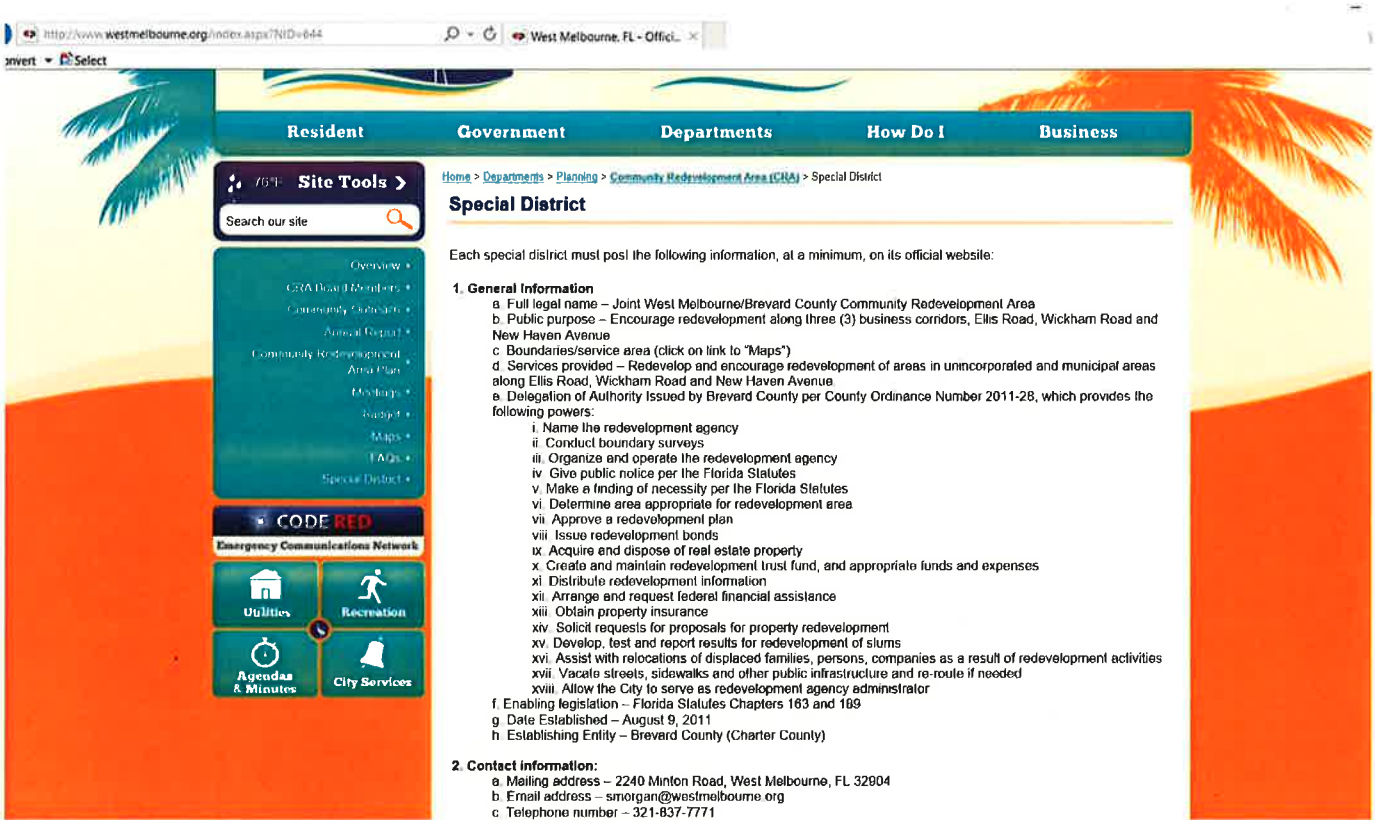 http://www.westmelbourne.org/index.aspx?NID=644
West Melbourne, FL - Offici...
onvert Select
Resident Government Departments How Do I Business
76°F Site Tools
Search our site
Overview
CRA Board Members
Community Outreach
Annual Report
Community Redevelopment
Area Plan
Meetings
Budget
Maps
FAQs
Special District
CODE RED
Emergency Communications Network
Utilities
Recreation
Agendas
& Minutes
City Services
Home > Departments > Planning > Community Redevelopment Area (CRA) > Special District
Special District
Each special district must post the following information, at a minimum, on its official website:
1. General Information
a. Full legal name – Joint West Melbourne/Brevard County Community Redevelopment Area
b. Public purpose – Encourage redevelopment along three (3) business corridors, Ellis Road, Wickham Road and
New Haven Avenue
c. Boundaries/service area (click on link to "Maps")
d. Services provided – Redevelop and encourage redevelopment of areas in unincorporated and municipal areas
along Ellis Road, Wickham Road and New Haven Avenue.
e. Delegation of Authority Issued by Brevard County per County Ordinance Number 2011-28, which provides the
following powers:
i. Name the redevelopment agency
ii. Conduct boundary surveys
iii. Organize and operate the redevelopment agency
iv. Give public notice per the Florida Statutes
v. Make a finding of necessity per the Florida Statutes
vi. Determine area appropriate for redevelopment area
vii. Approve a redevelopment plan
viii. Issue redevelopment bonds
ix. Acquire and dispose of real estate property
x. Create and maintain redevelopment trust fund, and appropriate funds and expenses
xi. Distribute redevelopment information
xii. Arrange and request federal financial assistance
xiii. Obtain property insurance
xiv. Solicit requests for proposals for property redevelopment
xv. Develop, test and report results for redevelopment of slums
xvi. Assist with relocations of displaced families, persons, companies as a result of redevelopment activities
xvii. Vacate streets, sidewalks and other public infrastructure and re-route if needed
xviii. Allow the City to serve as redevelopment agency administrator
f. Enabling legislation – Florida Statutes Chapters 163 and 189
g. Date Established – August 9, 2011
h. Establishing Entity – Brevard County (Charter County)
2. Contact information:
a. Mailing address – 2240 Minton Road, West Melbourne, FL 32904
b. Email address – smorgan@westmelbourne.org
c. Telephone number – 321-837-7771